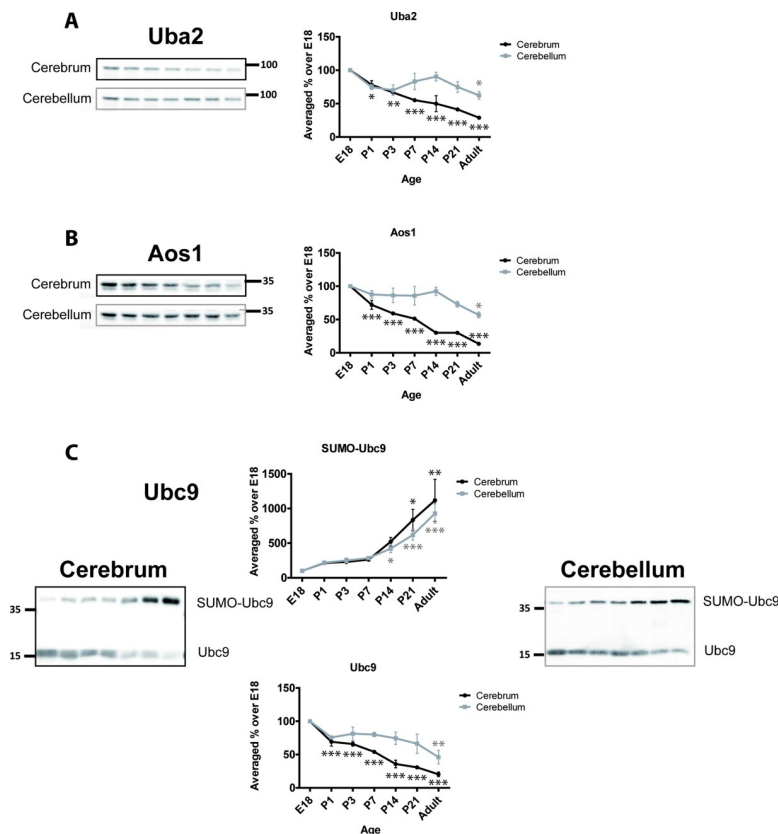 A
Uba2
Cerebrum
100
Cerebellum
100
Uba2
Averaged % over E18
150
100
50
0
Cerebrum
Cerebellum
*
**
***
***
***
***
*
E18
P1
P3
P7
P14
P21
Adult
Age
B
Aos1
Cerebrum
35
Cerebellum
35
Aos1
Averaged % over E18
150
100
50
0
Cerebrum
Cerebellum
***
***
***
***
***
***
*
E18
P1
P3
P7
P14
P21
Adult
Age
C
Ubc9
SUMO-Ubc9
Averaged % over E18
1500
1000
500
0
Cerebrum
Cerebellum
*
**
*
***
***
E18
P1
P3
P7
P14
P21
Adult
Cerebrum
35
SUMO-Ubc9
15
Ubc9
Cerebellum
35
SUMO-Ubc9
15
Ubc9
Ubc9
Averaged % over E18
150
100
50
0
Cerebrum
Cerebellum
***
***
***
***
***
***
**
E18
P1
P3
P7
P14
P21
Adult
Age